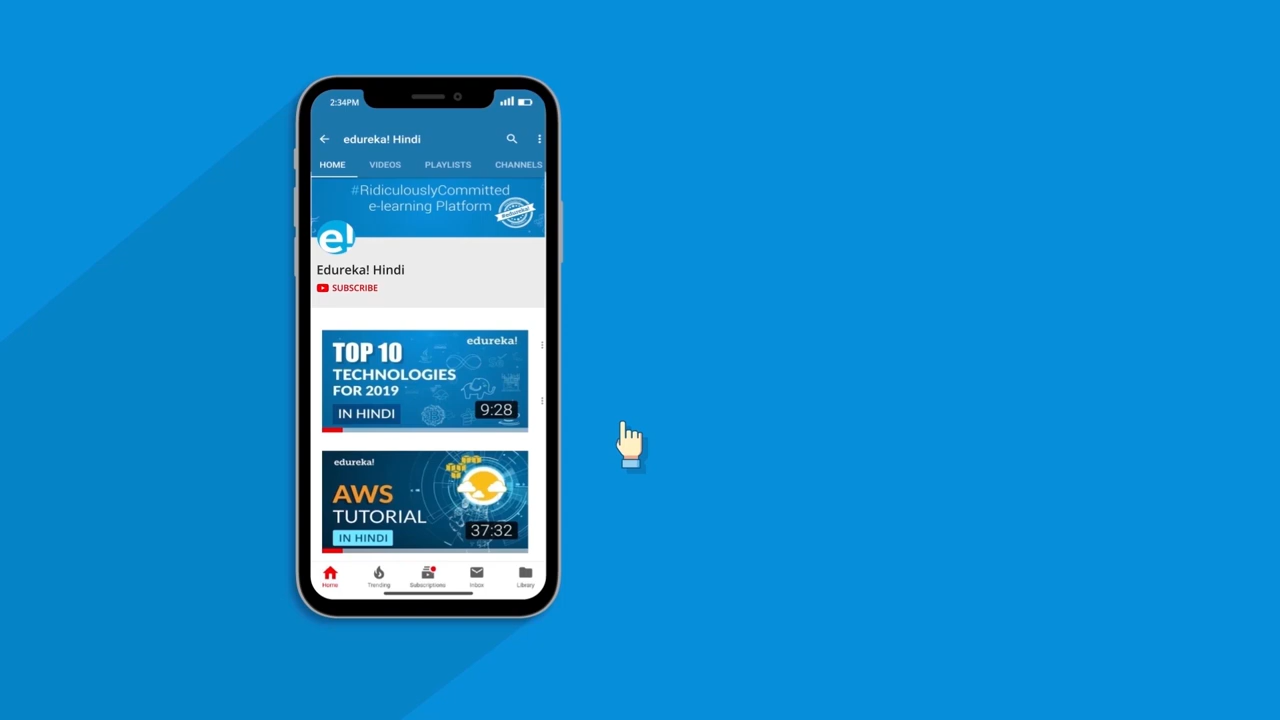 2:34PM
edureka! Hindi
HOME VIDEOS PLAYLISTS CHANNELS
#RidiculouslyCommitted
e-learning Platform
#edureka!
e!
Edureka! Hindi
SUBSCRIBE
edureka!
TOP 10
TECHNOLOGIES
FOR 2019
IN HINDI
9:28
edureka!
AWS
TUTORIAL
IN HINDI
37:32
Home Trending Subscriptions Inbox Library